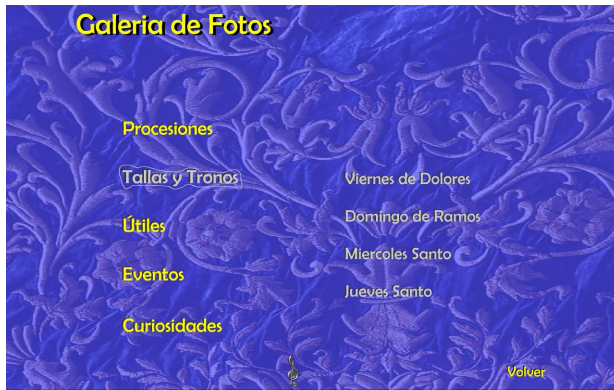 Galeria de Fotos
Procesiones
Tallas y Tronos
Útiles
Eventos
Curiosidades
Viernes de Dolores
Domingo de Ramos
Miercoles Santo
Jueves Santo
Volver